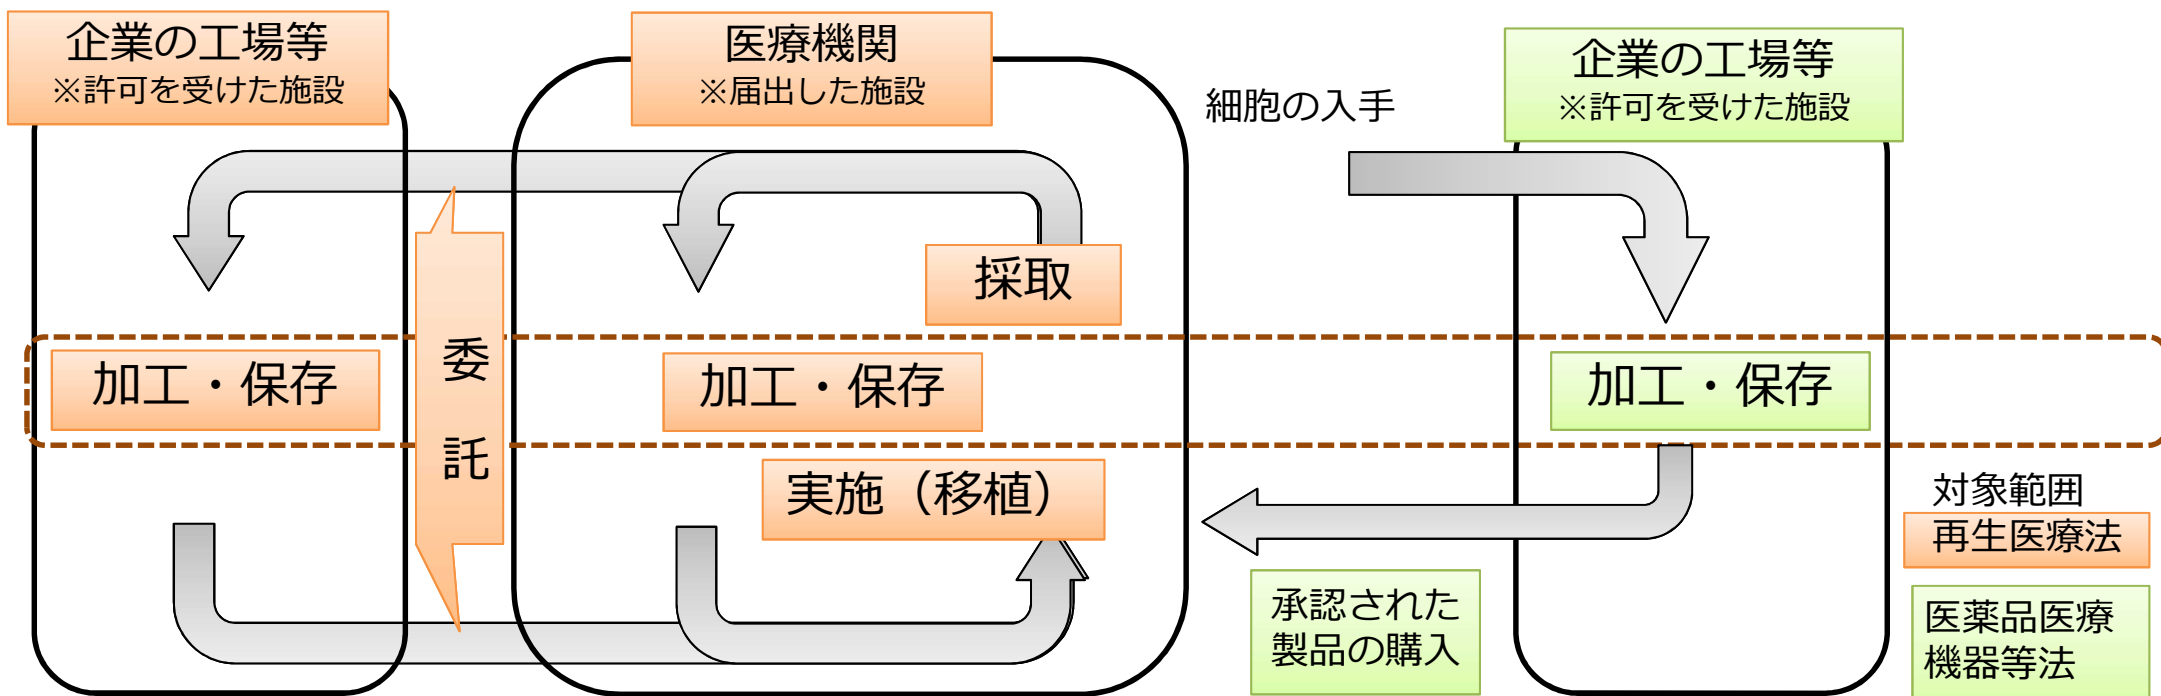 企業の工場等
※許可を受けた施設
医療機関
※届出した施設
細胞の入手
企業の工場等
※許可を受けた施設
採取
委
託
加工・保存
加工・保存
加工・保存
実施（移植）
承認された
製品の購入
対象範囲
再生医療法
医薬品医療
機器等法